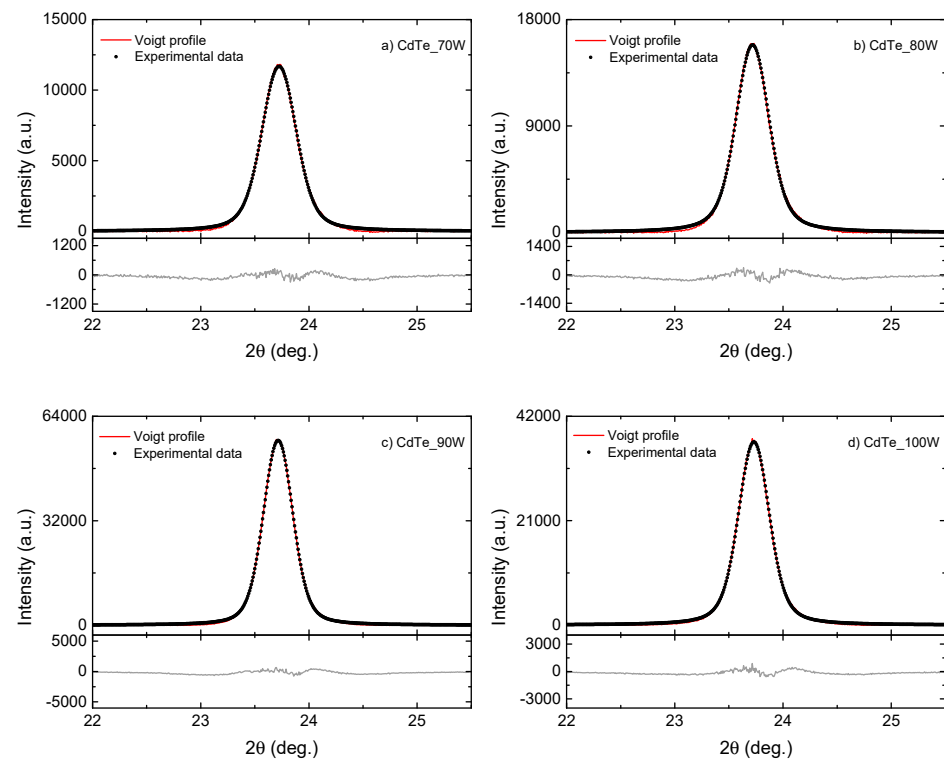 15000
12000
9000
5000
0
Intensity (a.u.)
Voigt profile
Experimental data
a) CdTe_70W
1200
0
-1200
22
23
24
25
2θ (deg.)
18000
9000
0
Intensity (a.u.)
Voigt profile
Experimental data
b) CdTe_80W
1400
0
-1400
22
23
24
25
2θ (deg.)
64000
32000
0
Intensity (a.u.)
Voigt profile
Experimental data
c) CdTe_90W
5000
0
-5000
22
23
24
25
2θ (deg.)
42000
21000
0
Intensity (a.u.)
Voigt profile
Experimental data
d) CdTe_100W
3000
0
-3000
22
23
24
25
2θ (deg.)